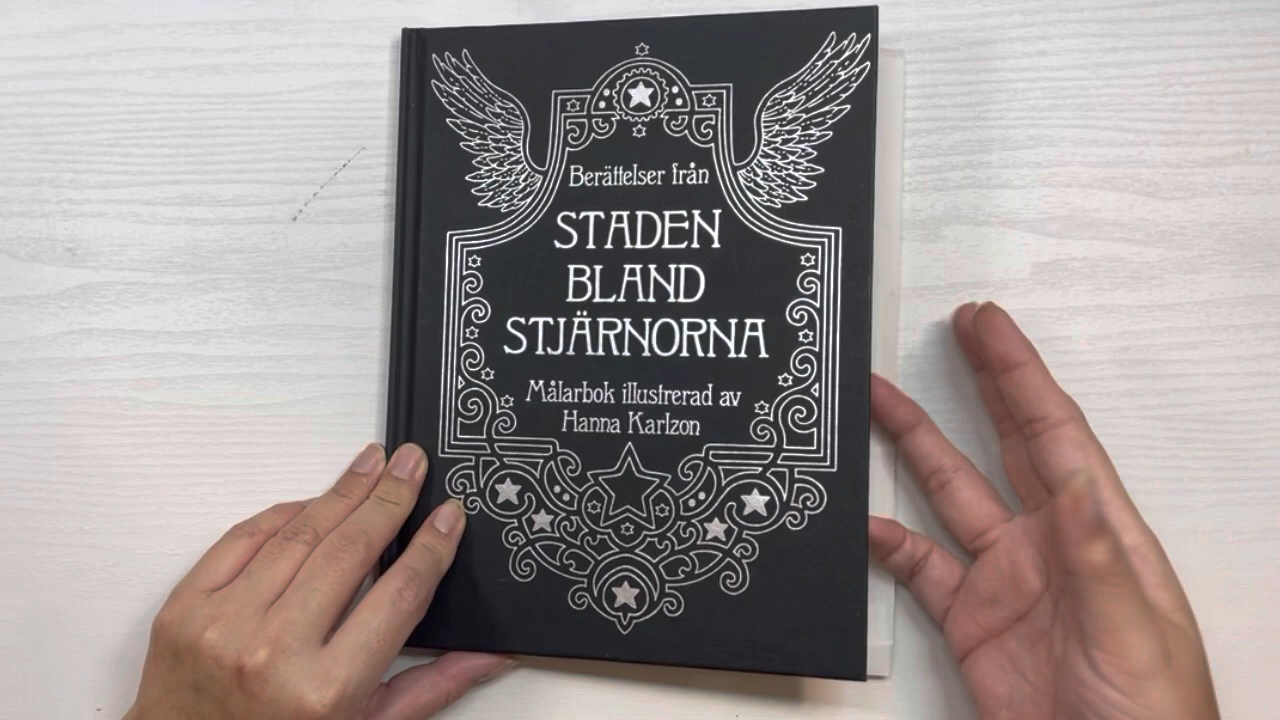 Berättelser från
STADEN
BLAND
STJÄRNORNA
Målarbok illustrerad av
Hanna Karlzon